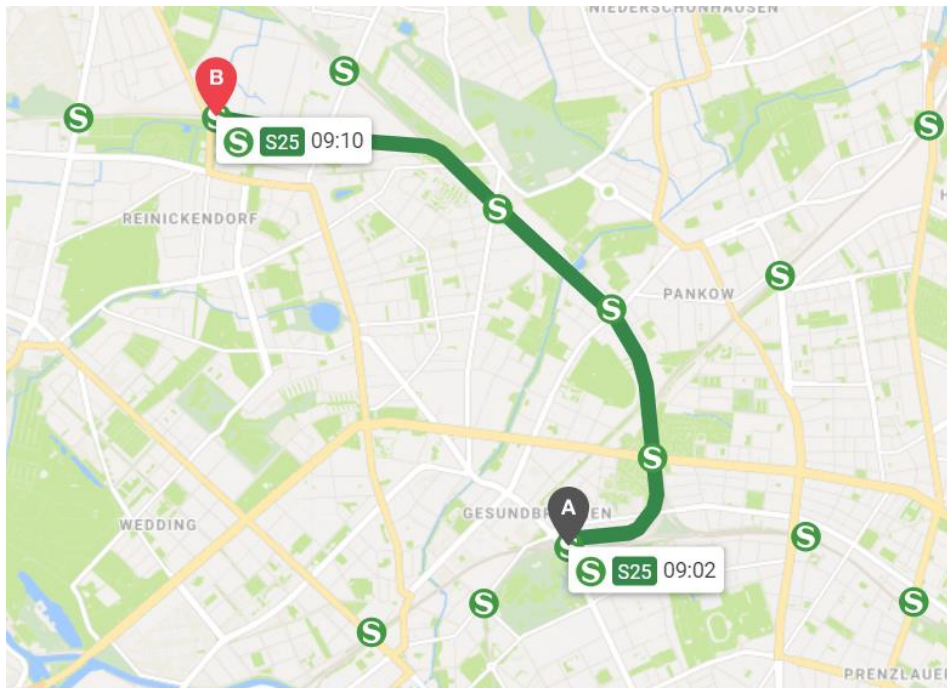 NIEDERSCHÖNHAUSEN
S
B
S
S
S
S S25 09:10
S
REINICKENDORF
S
PANKOW
S
S
A
GESUNDBRUNNEN
WEDDING
S
S
S S25 09:02
S
S
S
PRENZLAUE